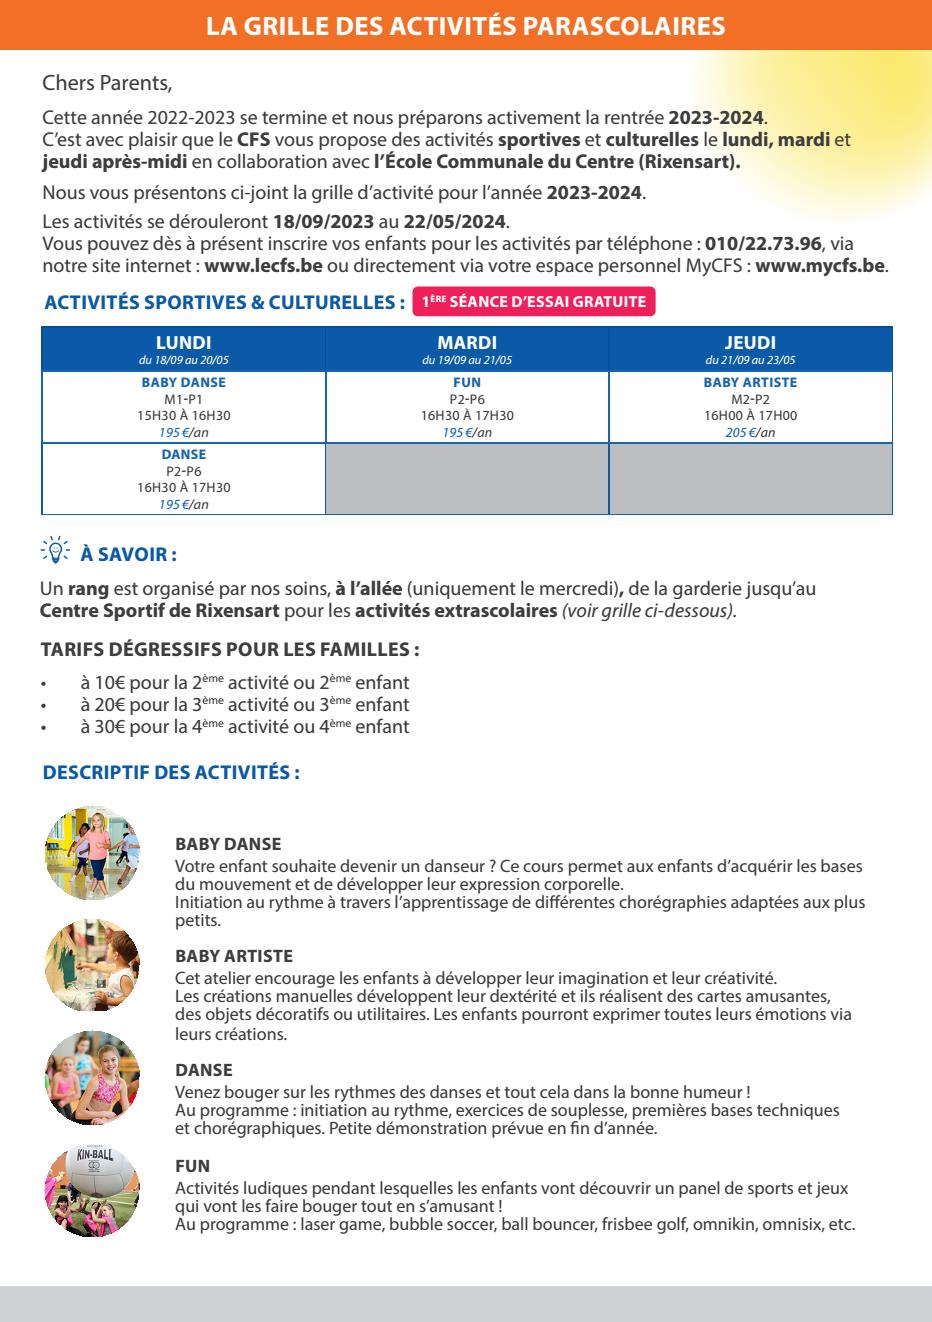 LA GRILLE DES ACTIVITÉS PARASCOLAIRES
Chers Parents,
Cette année 2022-2023 se termine et nous préparons activement la rentrée 2023-2024.
C’est avec plaisir que le CFS vous propose des activités sportives et culturelles le lundi, mardi et
jeudi après-midi en collaboration avec l’École Communale du Centre (Rixensart).
Nous vous présentons ci-joint la grille d’activité pour l’année 2023-2024.
Les activités se dérouleront 18/09/2023 au 22/05/2024.
Vous pouvez dès à présent inscrire vos enfants pour les activités par téléphone : 010/22.73.96, via
notre site internet : www.lecfs.be ou directement via votre espace personnel MyCFS : www.mycfs.be.
ACTIVITÉS SPORTIVES & CULTURELLES : 1ÈRE SÉANCE D’ESSAI GRATUITE
LUNDI
du 18/09 au 20/05
MARDI
du 19/09 au 21/05
JEUDI
du 21/09 au 23/05
BABY DANSE
M1-P1
15H30 À 16H30
195 €/an
FUN
P2-P6
16H30 À 17H30
195 €/an
BABY ARTISTE
M2-P2
16H00 À 17H00
205 €/an
DANSE
P2-P6
16H30 À 17H30
195 €/an
À SAVOIR :
Un rang est organisé par nos soins, à l’allée (uniquement le mercredi), de la garderie jusqu’au
Centre Sportif de Rixensart pour les activités extrascolaires (voir grille ci-dessous).
TARIFS DÉGRESSIFS POUR LES FAMILLES :
• à 10€ pour la 2ème activité ou 2ème enfant
• à 20€ pour la 3ème activité ou 3ème enfant
• à 30€ pour la 4ème activité ou 4ème enfant
DESCRIPTIF DES ACTIVITÉS :
BABY DANSE
Votre enfant souhaite devenir un danseur ? Ce cours permet aux enfants d’acquérir les bases
du mouvement et de développer leur expression corporelle.
Initiation au rythme à travers l’apprentissage de différentes chorégraphies adaptées aux plus
petits.
BABY ARTISTE
Cet atelier encourage les enfants à développer leur imagination et leur créativité.
Les créations manuelles développent leur dextérité et ils réalisent des cartes amusantes,
des objets décoratifs ou utilitaires. Les enfants pourront exprimer toutes leurs émotions via
leurs créations.
DANSE
Venez bouger sur les rythmes des danses et tout cela dans la bonne humeur !
Au programme : initiation au rythme, exercices de souplesse, premières bases techniques
et chorégraphiques. Petite démonstration prévue en fin d’année.
KIN-BALL
FUN
Activités ludiques pendant lesquelles les enfants vont découvrir un panel de sports et jeux
qui vont les faire bouger tout en s’amusant !
Au programme : laser game, bubble soccer, ball bouncer, frisbee golf, omnikin, omnisix, etc.